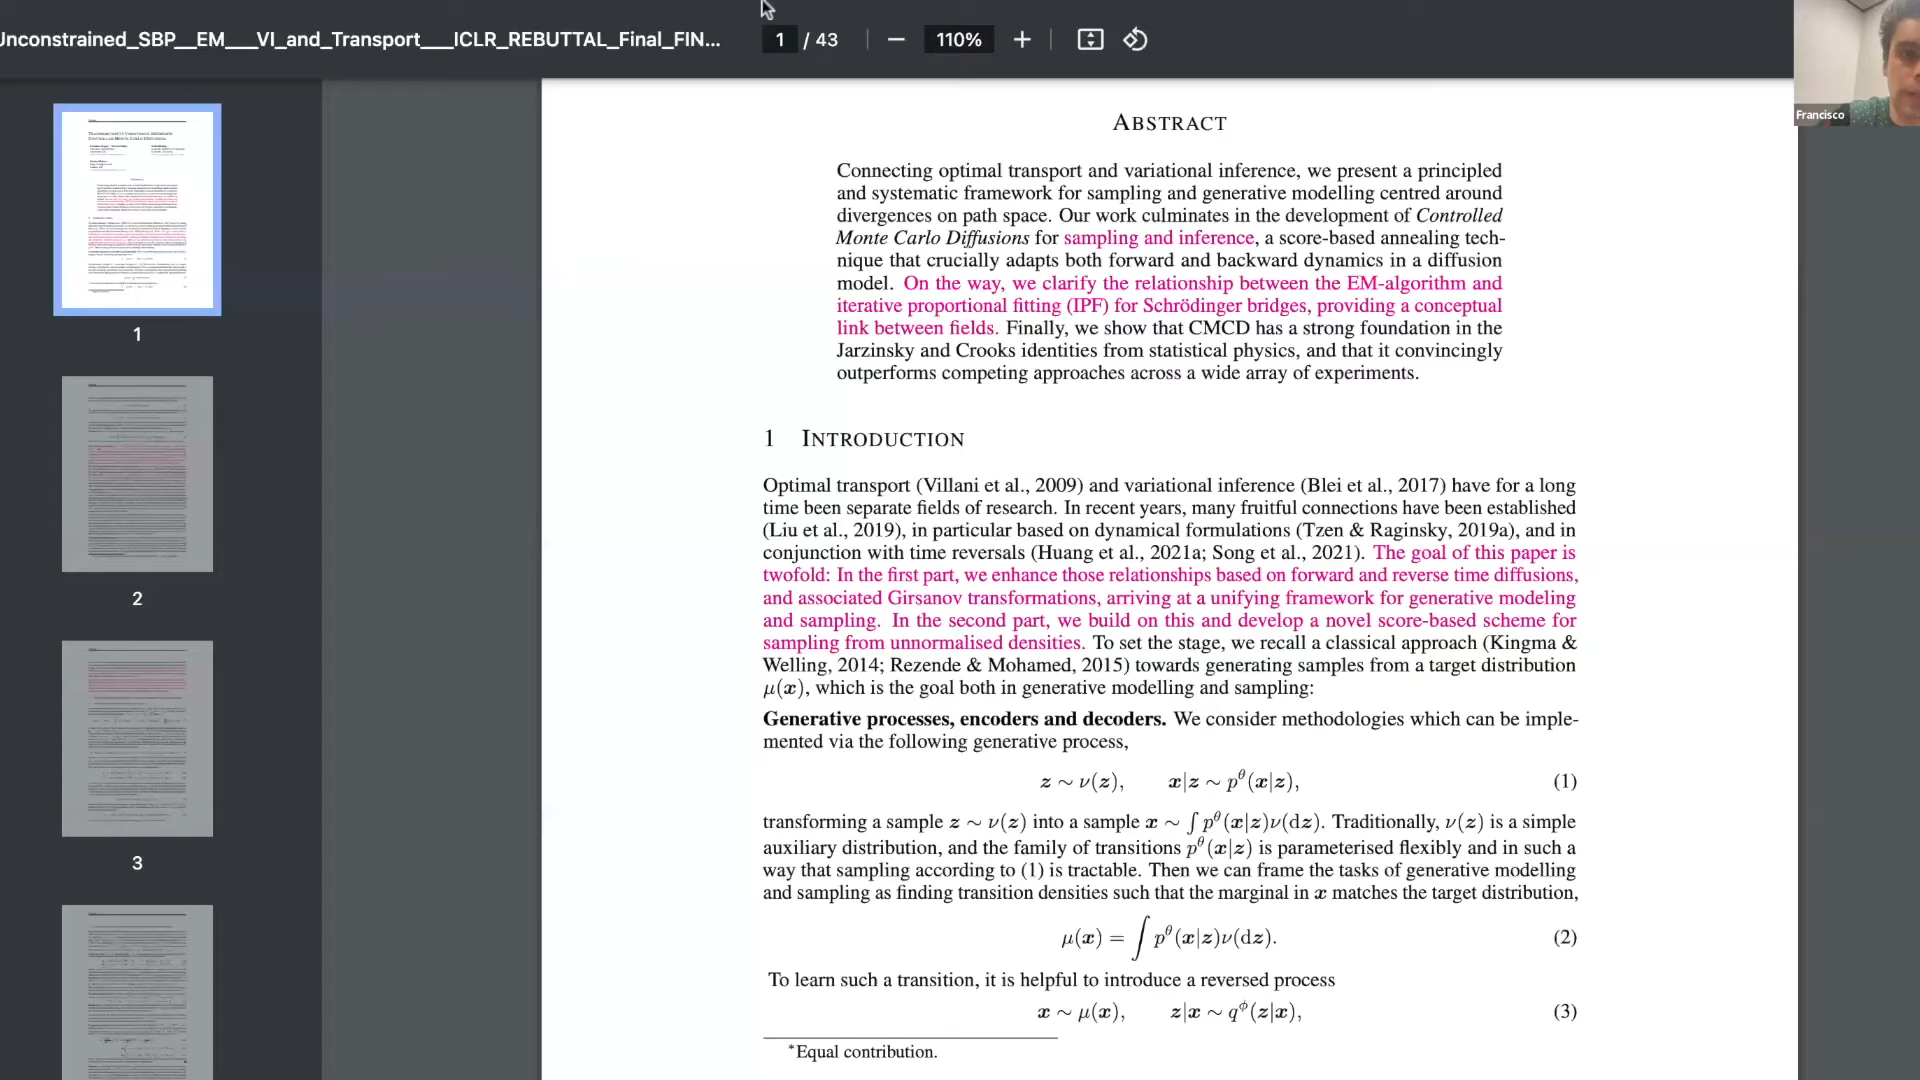 Unconstrained_SBP__EM___VI_and_Transport___ICLR_REBUTTAL_Final_FIN...
1 / 43
110%
Francisco
1
2
3
ABSTRACT
Connecting optimal transport and variational inference, we present a principled
and systematic framework for sampling and generative modelling centred around
divergences on path space. Our work culminates in the development of Controlled
Monte Carlo Diffusions for sampling and inference, a score-based annealing tech-
nique that crucially adapts both forward and backward dynamics in a diffusion
model. On the way, we clarify the relationship between the EM-algorithm and
iterative proportional fitting (IPF) for Schrödinger bridges, providing a conceptual
link between fields. Finally, we show that CMCD has a strong foundation in the
Jarzinsky and Crooks identities from statistical physics, and that it convincingly
outperforms competing approaches across a wide array of experiments.
1 INTRODUCTION
Optimal transport (Villani et al., 2009) and variational inference (Blei et al., 2017) have for a long
time been separate fields of research. In recent years, many fruitful connections have been established
(Liu et al., 2019), in particular based on dynamical formulations (Tzen & Raginsky, 2019a), and in
conjunction with time reversals (Huang et al., 2021a; Song et al., 2021). The goal of this paper is
twofold: In the first part, we enhance those relationships based on forward and reverse time diffusions,
and associated Girsanov transformations, arriving at a unifying framework for generative modeling
and sampling. In the second part, we build on this and develop a novel score-based scheme for
sampling from unnormalised densities. To set the stage, we recall a classical approach (Kingma &
Welling, 2014; Rezende & Mohamed, 2015) towards generating samples from a target distribution
μ(x), which is the goal both in generative modelling and sampling:
Generative processes, encoders and decoders. We consider methodologies which can be imple-
mented via the following generative process,
z ∼ ν(z), x|z ∼ p^θ(x|z), (1)
transforming a sample z ∼ ν(z) into a sample x ∼ ∫ p^θ(x|z)ν(dz). Traditionally, ν(z) is a simple
auxiliary distribution, and the family of transitions p^θ(x|z) is parameterised flexibly and in such a
way that sampling according to (1) is tractable. Then we can frame the tasks of generative modelling
and sampling as finding transition densities such that the marginal in x matches the target distribution,
μ(x) = ∫ p^θ(x|z)ν(dz). (2)
To learn such a transition, it is helpful to introduce a reversed process
x ∼ μ(x), z|x ∼ q^ϕ(z|x), (3)
*Equal contribution.